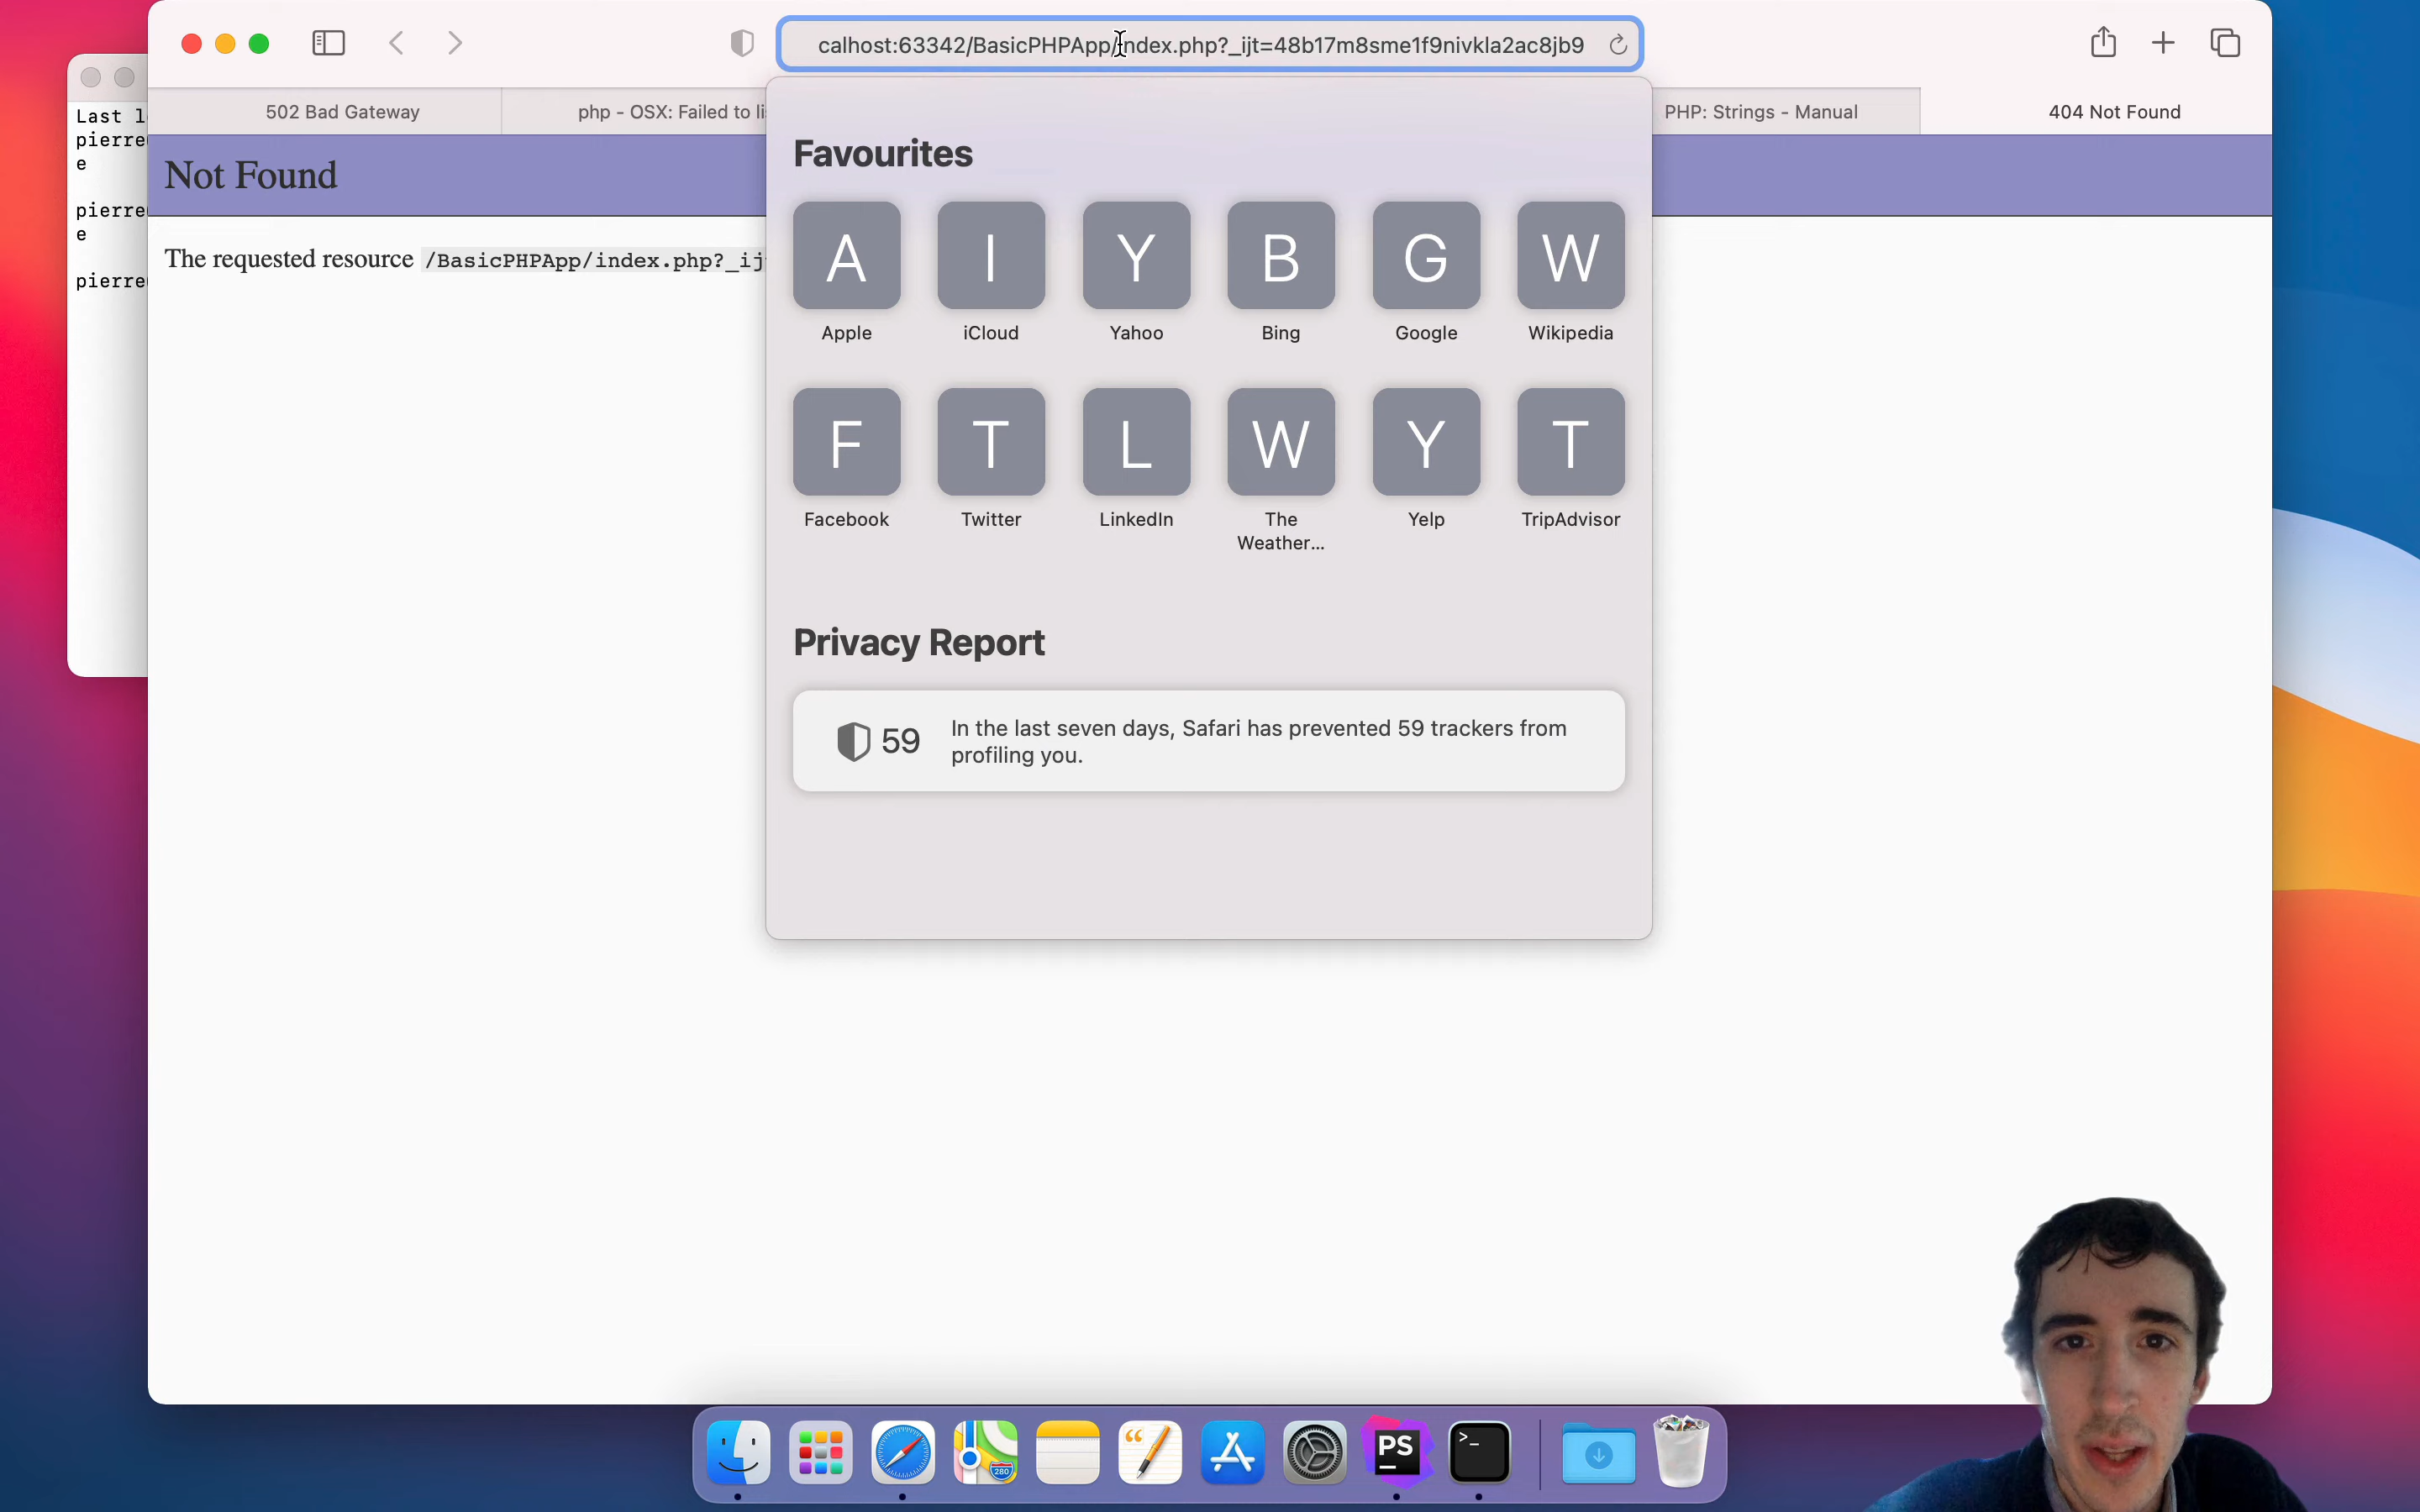 calhost:63342/BasicPHPApp/index.php?_ijt=48b17m8sme1f9nivkla2ac8jb9
502 Bad Gateway
php - OSX: Failed to li
PHP: Strings - Manual
404 Not Found
Last l
pierre
e
pierre
e
pierre
Not Found
The requested resource /BasicPHPApp/index.php?_ij
Favourites
A
I
Y
B
G
W
Apple
iCloud
Yahoo
Bing
Google
Wikipedia
F
T
L
W
Y
T
Facebook
Twitter
LinkedIn
The
Weather...
Yelp
TripAdvisor
Privacy Report
59
In the last seven days, Safari has prevented 59 trackers from
profiling you.
280
PS
>_